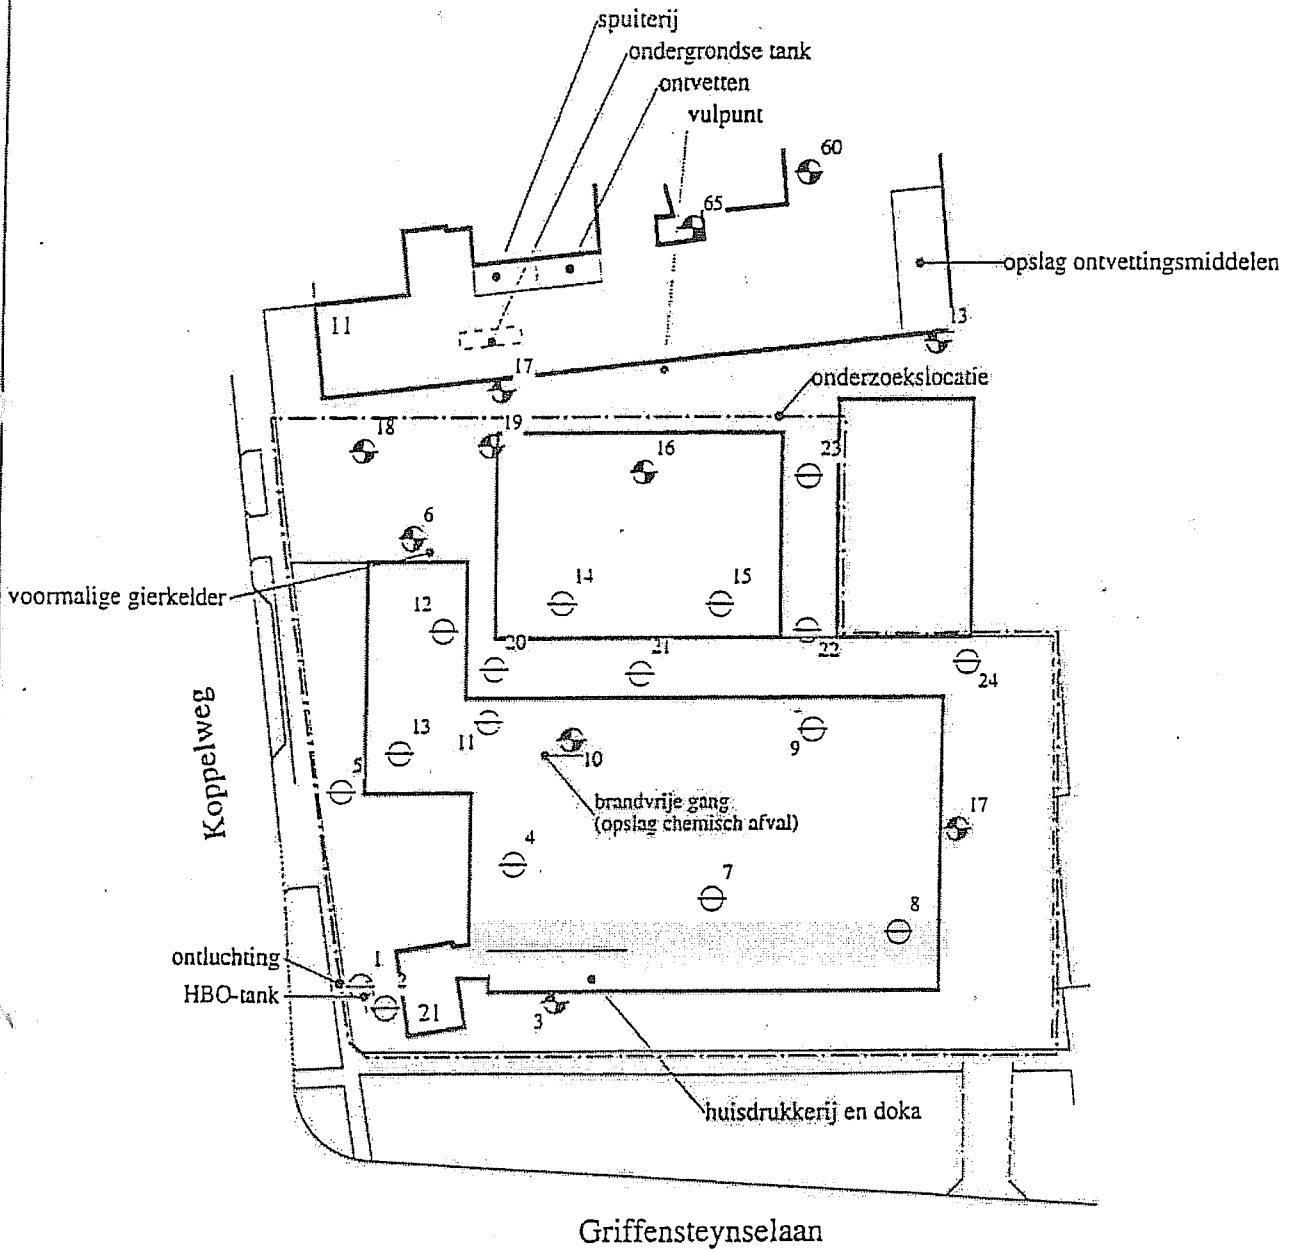 spuiterij
ondergrondse tank
ontvetten
vulpunt
60
65
opslag ontvettingsmiddelen
11
13
17
onderzoekslocatie
18
19
16
23
6
voormalige gierkelder
14
15
12
20
21
22
24
Koppelweg
13
11
9
5
10
brandvrije gang
(opslag chemisch afval)
17
4
7
8
ontluchting
1
2
HBO-tank
21
3
huisdrukkerij en doka
Griffensteynselaan